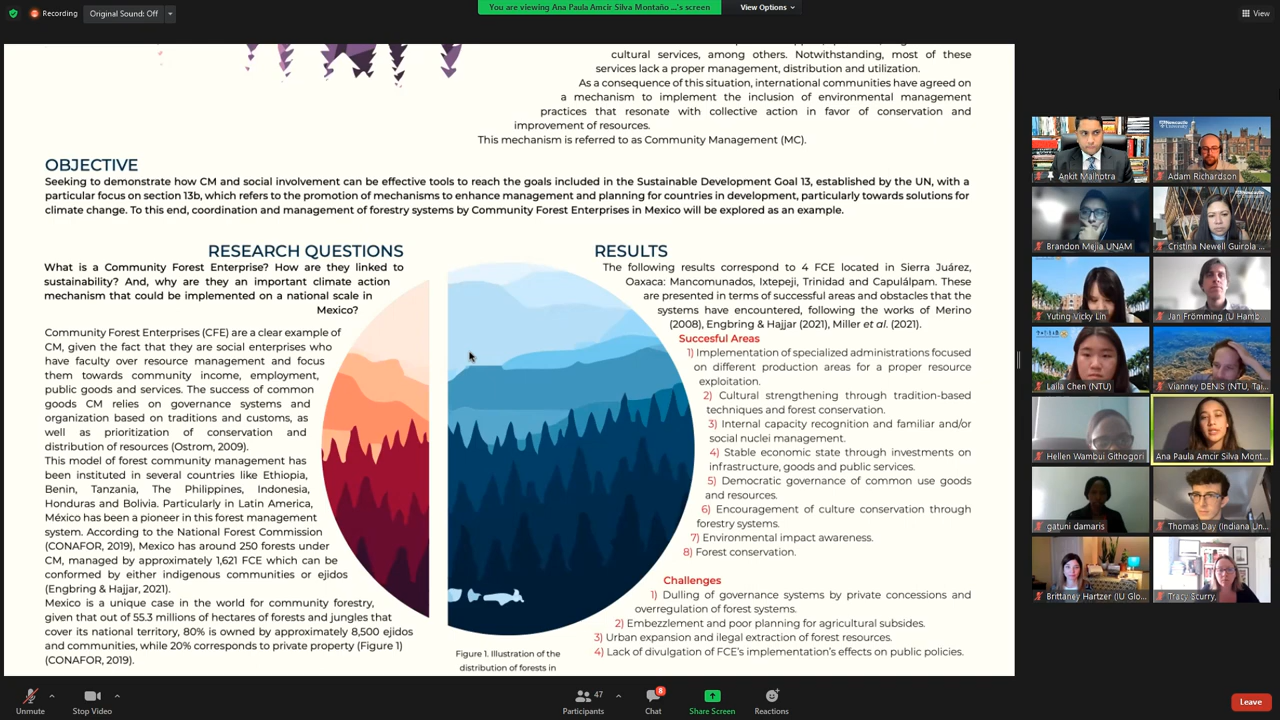 Recording
Original Sound: Off
You are viewing Ana Paula Amcir Silva Montaño ...'s screen
View Options
View
cultural services, among others. Notwithstanding, most of these
services lack a proper management, distribution and utilization.
As a consequence of this situation, international communities have agreed on
a mechanism to implement the inclusion of environmental management
practices that resonate with collective action in favor of conservation and
improvement of resources.
This mechanism is referred to as Community Management (MC).
OBJECTIVE
Seeking to demonstrate how CM and social involvement can be effective tools to reach the goals included in the Sustainable Development Goal 13, established by the UN, with a
particular focus on section 13b, which refers to the promotion of mechanisms to enhance management and planning for countries in development, particularly towards solutions for
climate change. To this end, coordination and management of forestry systems by Community Forest Enterprises in Mexico will be explored as an example.
RESEARCH QUESTIONS
What is a Community Forest Enterprise? How are they linked to
sustainability? And, why are they an important climate action
mechanism that could be implemented on a national scale in
Mexico?
Community Forest Enterprises (CFE) are a clear example of
CM, given the fact that they are social enterprises who
have faculty over resource management and focus
them towards community income, employment,
public goods and services. The success of common
goods CM relies on governance systems and
organization based on traditions and customs, as
well as prioritization of conservation and
distribution of resources (Ostrom, 2009).
This model of forest community management has
been instituted in several countries like Ethiopia,
Benin, Tanzania, The Philippines, Indonesia,
Honduras and Bolivia. Particularly in Latin America,
México has been a pioneer in this forest management
system. According to the National Forest Commission
(CONAFOR, 2019), Mexico has around 250 forests under
CM, managed by approximately 1,621 FCE which can be
conformed by either indigenous communities or ejidos
(Engbring & Hajjar, 2021).
Mexico is a unique case in the world for community forestry,
given that out of 55.3 millions of hectares of forests and jungles that
cover its national territory, 80% is owned by approximately 8,500 ejidos
and communities, while 20% corresponds to private property (Figure 1)
(CONAFOR, 2019).
Figure 1. Illustration of the
distribution of forests in
RESULTS
The following results correspond to 4 FCE located in Sierra Juárez,
Oaxaca: Mancomunados, Ixtepeji, Trinidad and Capulálpam. These
are presented in terms of successful areas and obstacles that the
systems have encountered, following the works of Merino
(2008), Engbring & Hajjar (2021), Miller et al. (2021).
Succesful Areas
1) Implementation of specialized administrations focused
on different production areas for a proper resource
exploitation.
2) Cultural strengthening through tradition-based
techniques and forest conservation.
3) Internal capacity recognition and familiar and/or
social nuclei management.
4) Stable economic state through investments on
infrastructure, goods and public services.
5) Democratic governance of common use goods
and resources.
6) Encouragement of culture conservation through
forestry systems.
7) Environmental impact awareness.
8) Forest conservation.
Challenges
1) Dulling of governance systems by private concessions and
overregulation of forest systems.
2) Embezzlement and poor planning for agricultural subsides.
3) Urban expansion and ilegal extraction of forest resources.
4) Lack of divulgation of FCE's implementation's effects on public policies.
Ankit Malhotra
Newcastle University
Adam Richardson
Brandon Mejia UNAM
Cristina Newell Guirola ...
Yuting Vicky Lin
Jan Frömming (U Hamb...
Laila Chen (NTU)
Vianney DENIS (NTU, Tai...
Hellen Wambui Githogori
Ana Paula Amcir Silva Mont...
gatuni damaris
Thomas Day (Indiana Un...
Brittaney Hartzer (IU Glo...
Tracy Scurry,
Unmute
Stop Video
47
Participants
8
Chat
Share Screen
Reactions
Leave